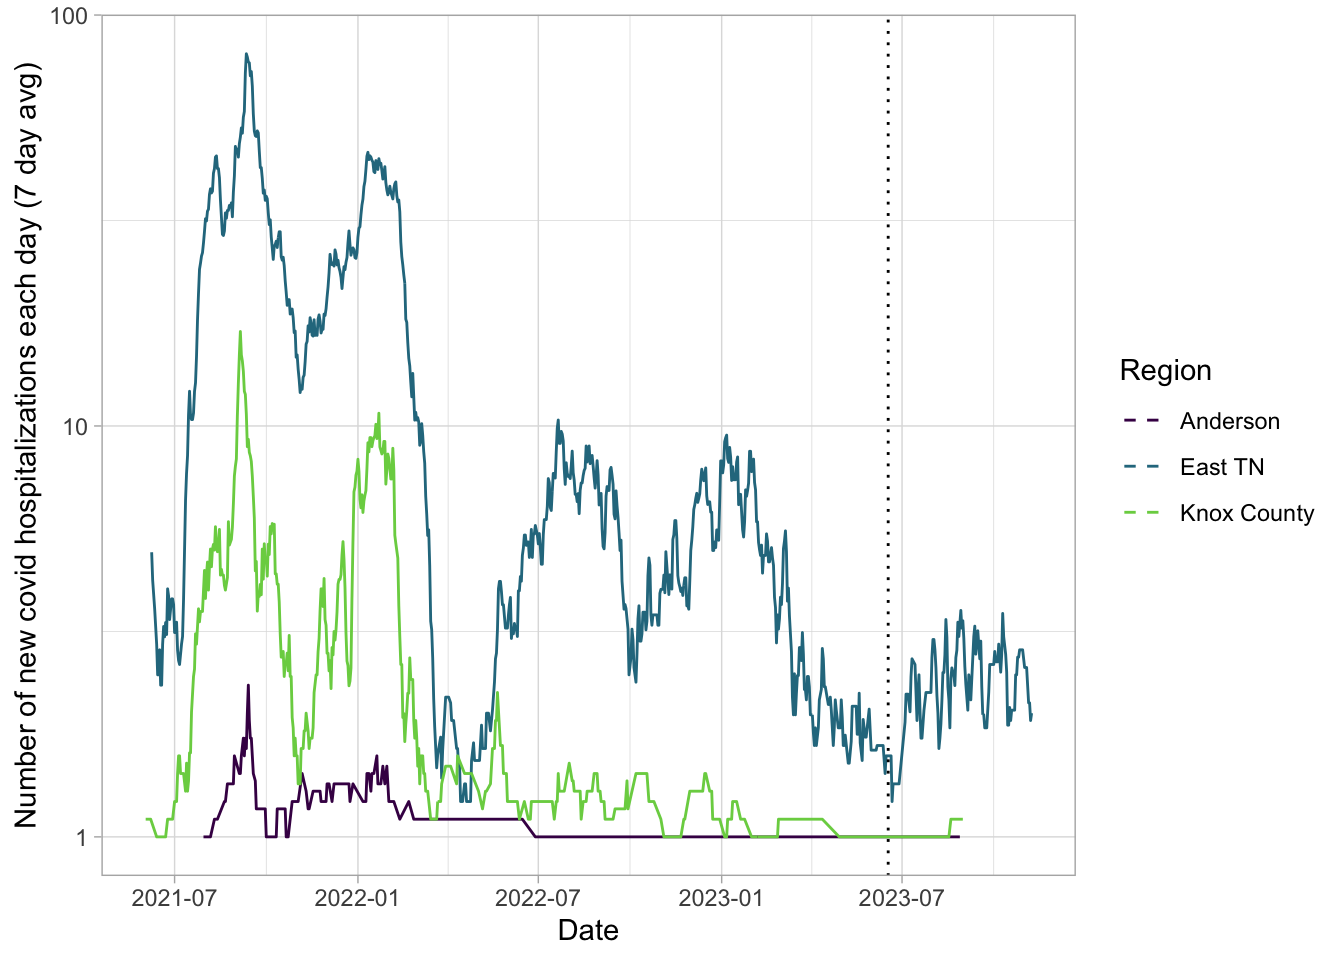 Number of new covid hospitalizations each day (7 day avg)
100
10
1
2021-07
2022-01
2022-07
2023-01
2023-07
Date
Region
Anderson
East TN
Knox County